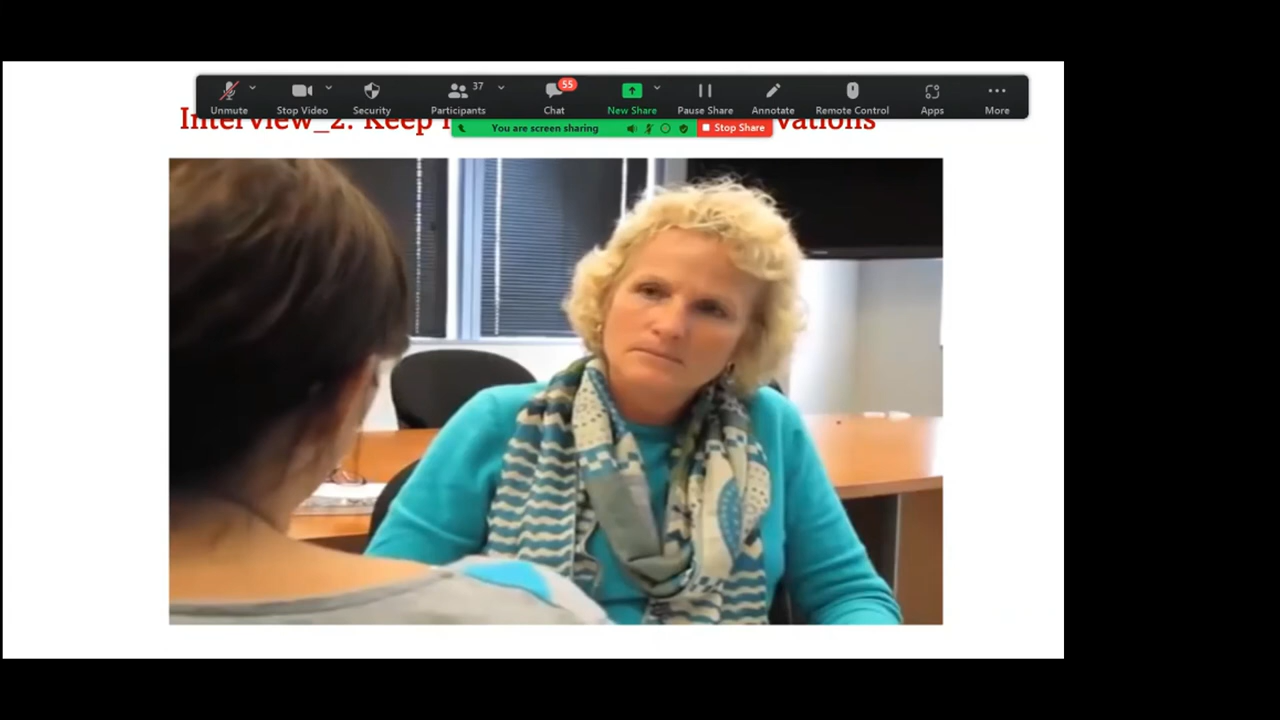 37
55
Unmute Stop Video Security Participants Chat New Share Pause Share Annotate Remote Control Apps More
Interview_2: Keep
You are screen sharing Stop Share